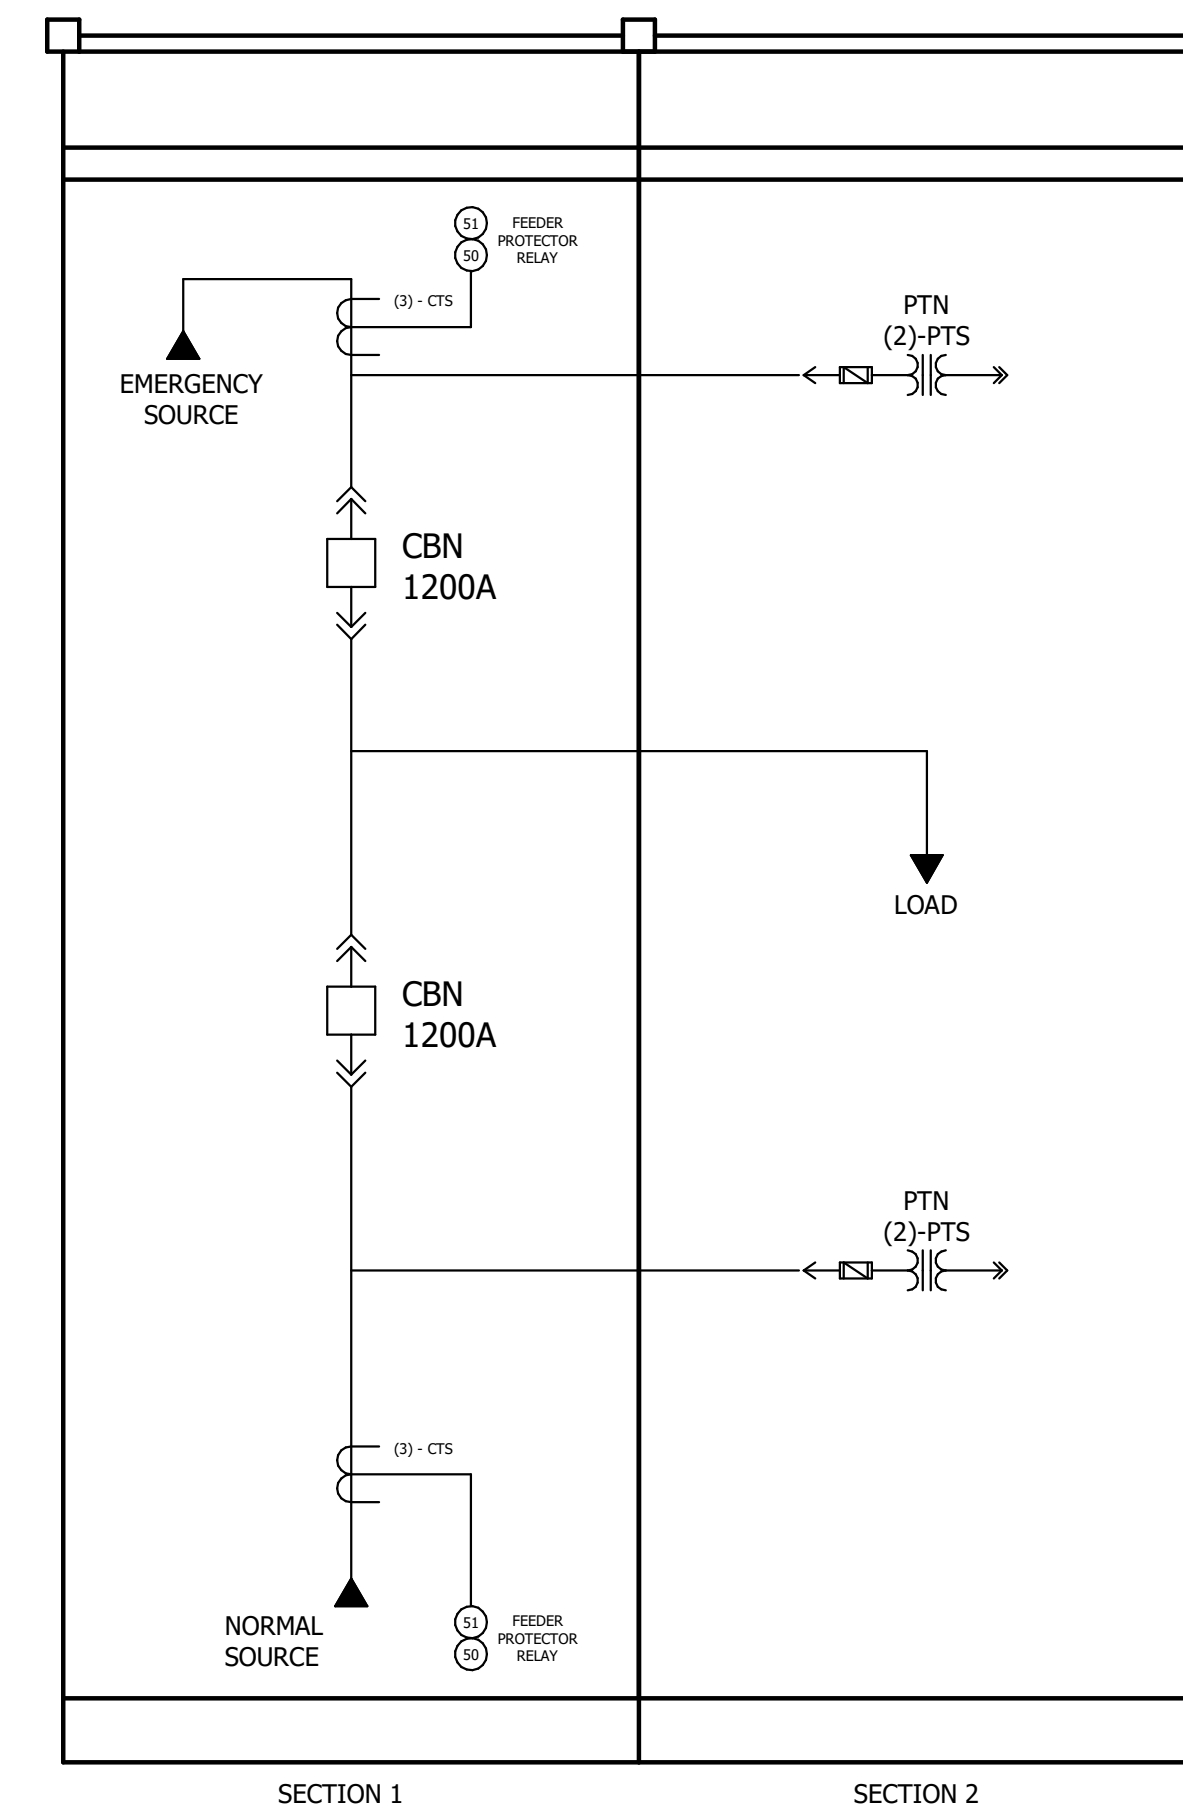 51
50
FEEDER
PROTECTOR
RELAY
(3) - CTS
EMERGENCY
SOURCE
PTN
(2)-PTS
CBN
1200A
LOAD
CBN
1200A
PTN
(2)-PTS
(3) - CTS
NORMAL
SOURCE
51
50
FEEDER
PROTECTOR
RELAY
SECTION 1
SECTION 2